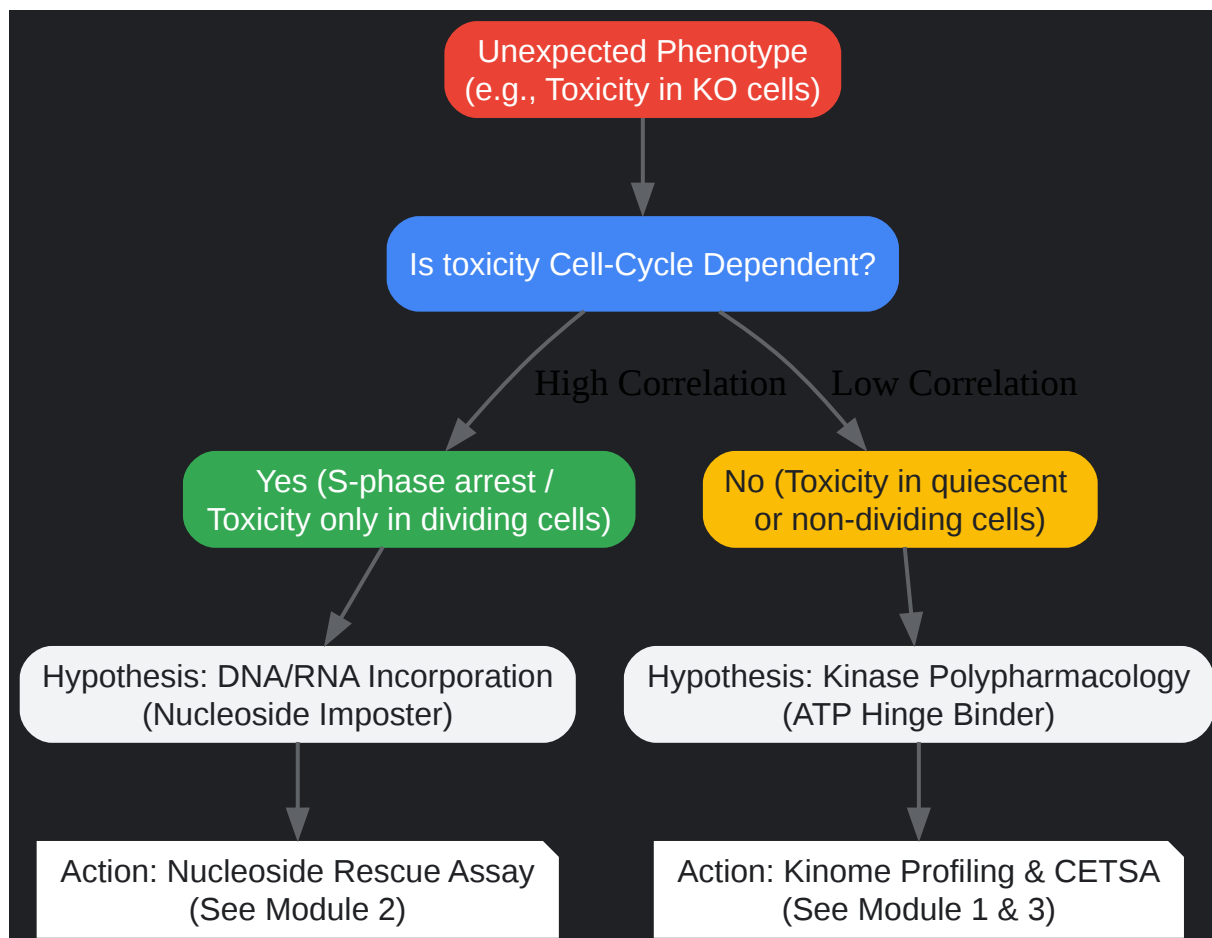 Unexpected Phenotype
(e.g., Toxicity in KO cells)
Is toxicity Cell-Cycle Dependent?
High Correlation
Low Correlation
Yes (S-phase arrest /
Toxicity only in dividing cells)
No (Toxicity in quiescent
or non-dividing cells)
Hypothesis: DNA/RNA Incorporation
(Nucleoside Imposter)
Hypothesis: Kinase Polypharmacology
(ATP Hinge Binder)
Action: Nucleoside Rescue Assay
(See Module 2)
Action: Kinome Profiling & CETSA
(See Module 1 & 3)